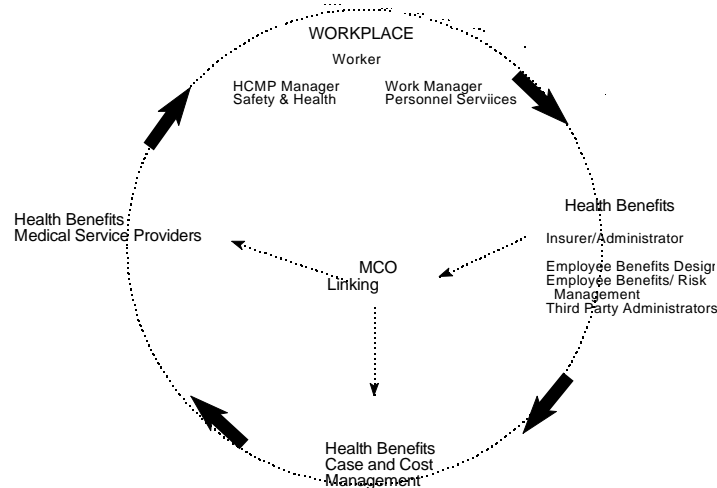 WORKPLACE
Worker
HCMP Manager
Safety & Health
Work Manager
Personnel Serviices
Health Benefits
Medical Service Providers
Health Benefits
Insurer/Administrator
Employee Benefits Desigr
Employee Benefits/ Risk
Management
Third Party Administrators
MCO
Linking
Health Benefits
Case and Cost
Management